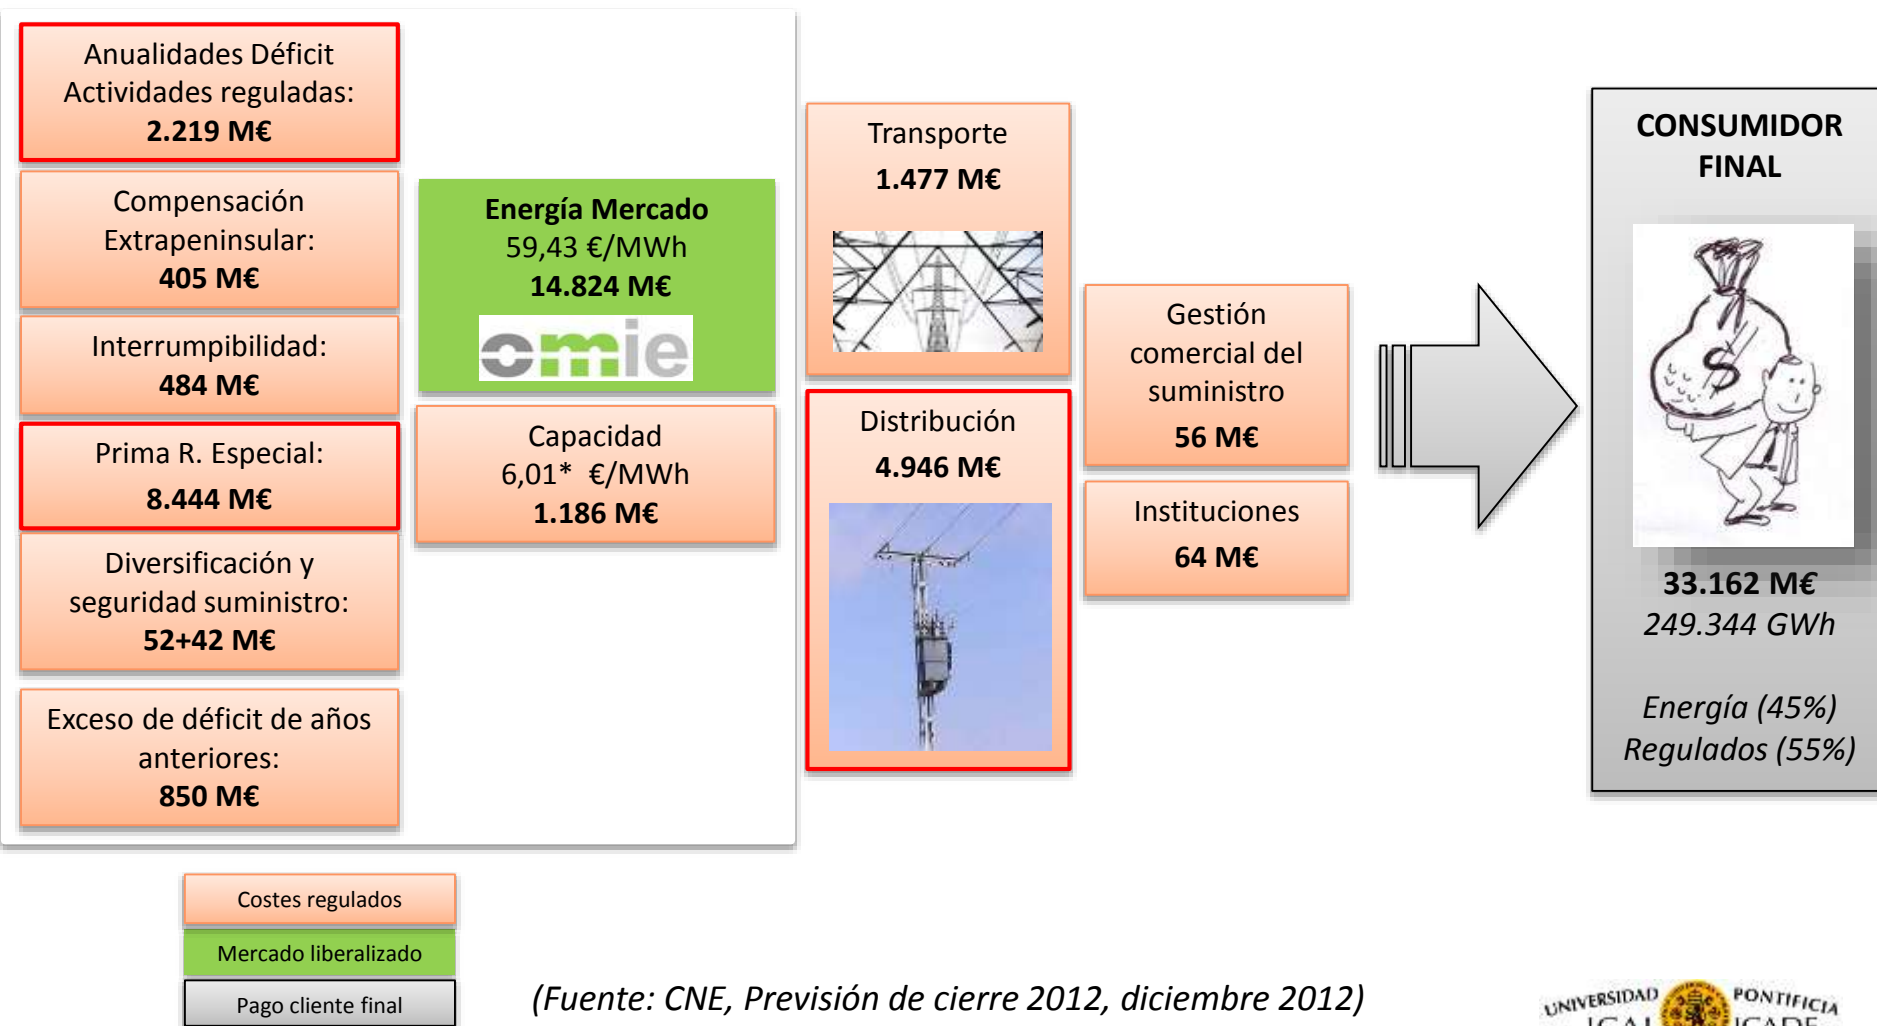 Anualidades Déficit
Actividades reguladas:
2.219 M€
Compensación
Extrapeninsular:
405 M€
Interrumpibilidad:
484 M€
Prima R. Especial:
8.444 M€
Diversificación y
seguridad suministro:
52+42 M€
Exceso de déficit de años
anteriores:
850 M€
Energía Mercado
59,43 €/MWh
14.824 M€
omie
Capacidad
6,01* €/MWh
1.186 M€
Transporte
1.477 M€
Distribución
4.946 M€
Gestión
comercial del
suministro
56 M€
Instituciones
64 M€
CONSUMIDOR
FINAL
$
33.162 M€
249.344 GWh
Energía (45%)
Regulados (55%)
Costes regulados
Mercado liberalizado
Pago cliente final
(Fuente: CNE, Previsión de cierre 2012, diciembre 2012)
UNIVERSIDAD PONTIFICIA